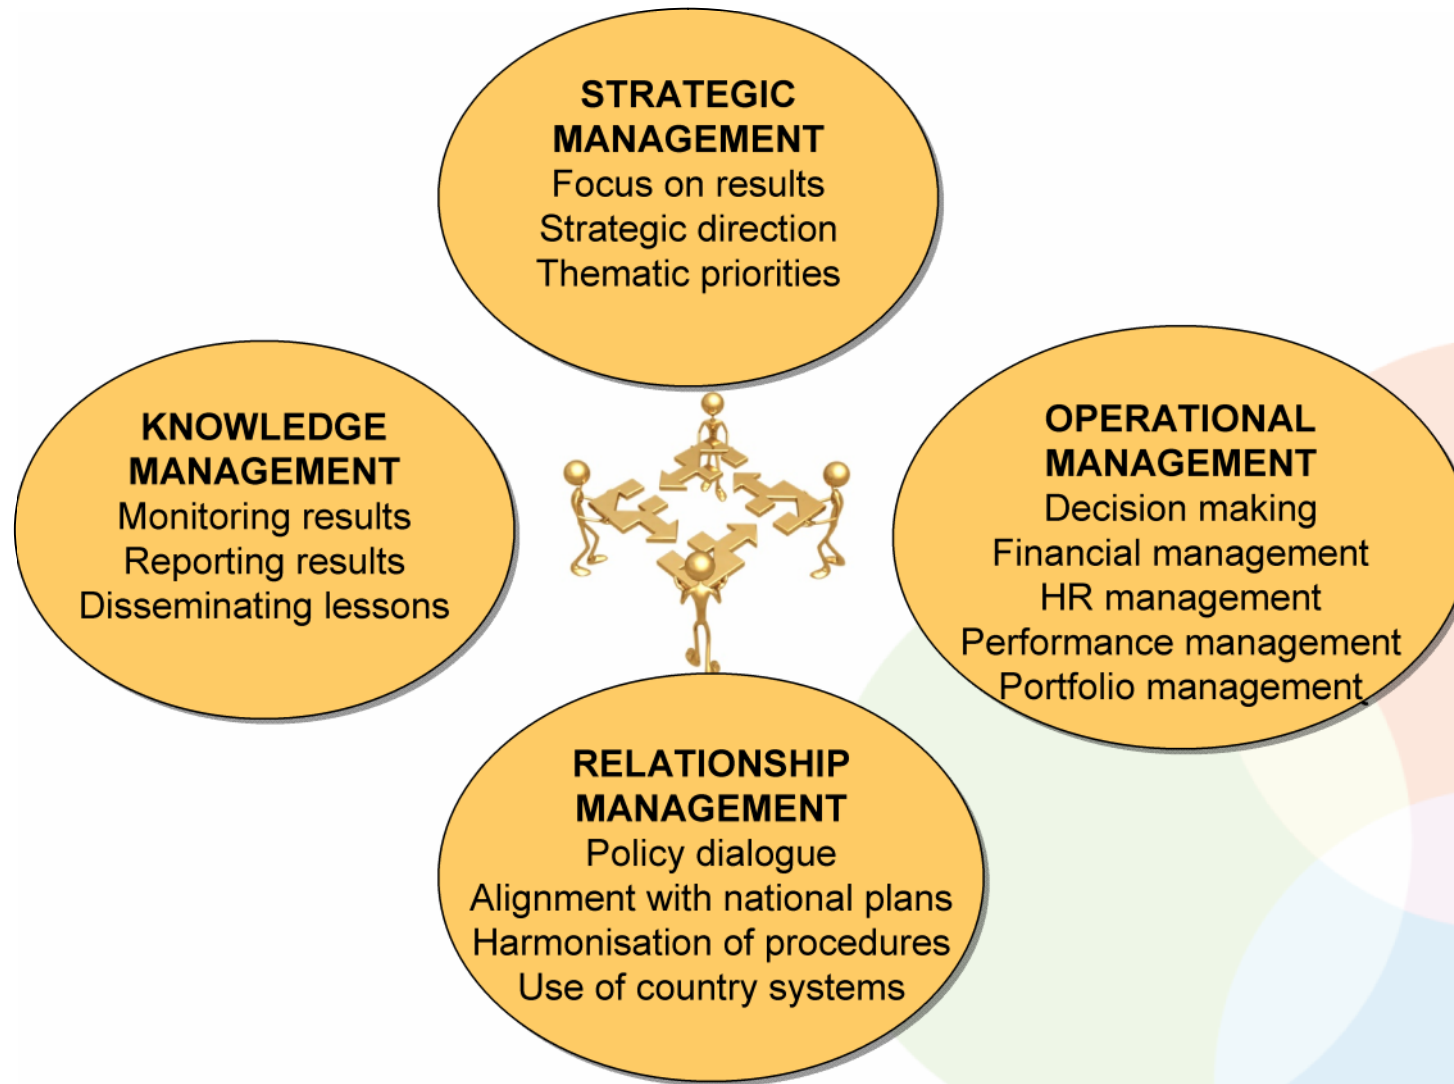 STRATEGIC
MANAGEMENT
Focus on results
Strategic direction
Thematic priorities
KNOWLEDGE
MANAGEMENT
Monitoring results
Reporting results
Disseminating lessons
OPERATIONAL
MANAGEMENT
Decision making
Financial management
HR management
Performance management
Portfolio management
RELATIONSHIP
MANAGEMENT
Policy dialogue
Alignment with national plans
Harmonisation of procedures
Use of country systems